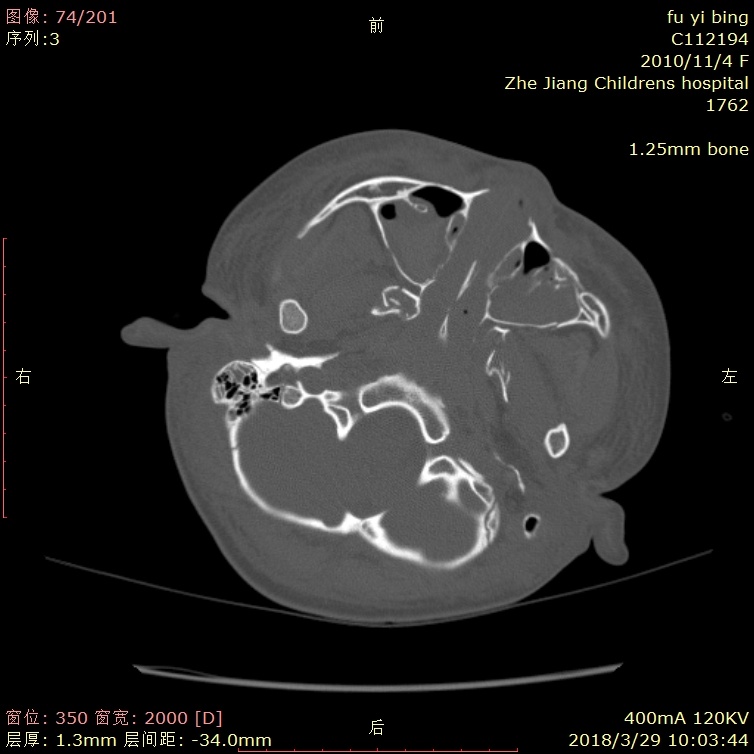 图像: 74/201
序列:3
前
fu yi bing
C112194
2010/11/4 F
Zhe Jiang Childrens hospital
1762
1.25mm bone
右
左
窗位: 350 窗宽: 2000 [D]
层厚: 1.3mm 层间距: -34.0mm
后
400mA 120KV
2018/3/29 10:03:44